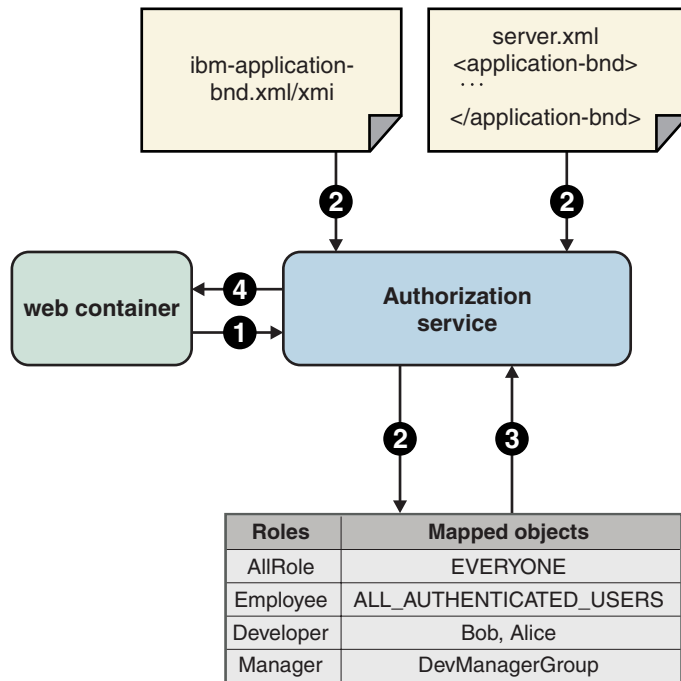 ibm-application-
bnd.xml/xmi
server.xml
<application-bnd>
...
</application-bnd>
2
2
web container
4
1
Authorization
service
2
3
Roles Mapped objects
AllRole EVERYONE
Employee ALL_AUTHENTICATED_USERS
Developer Bob, Alice
Manager DevManagerGroup